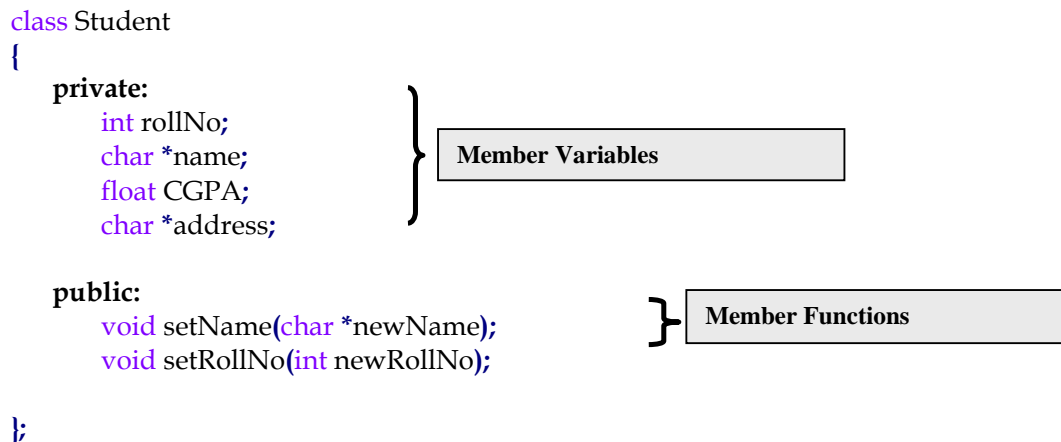 class Student
{
private:
int rollNo;
char *name;
float CGPA;
char *address;
Member Variables
public:
void setName(char *newName);
void setRollNo(int newRollNo);
Member Functions
};